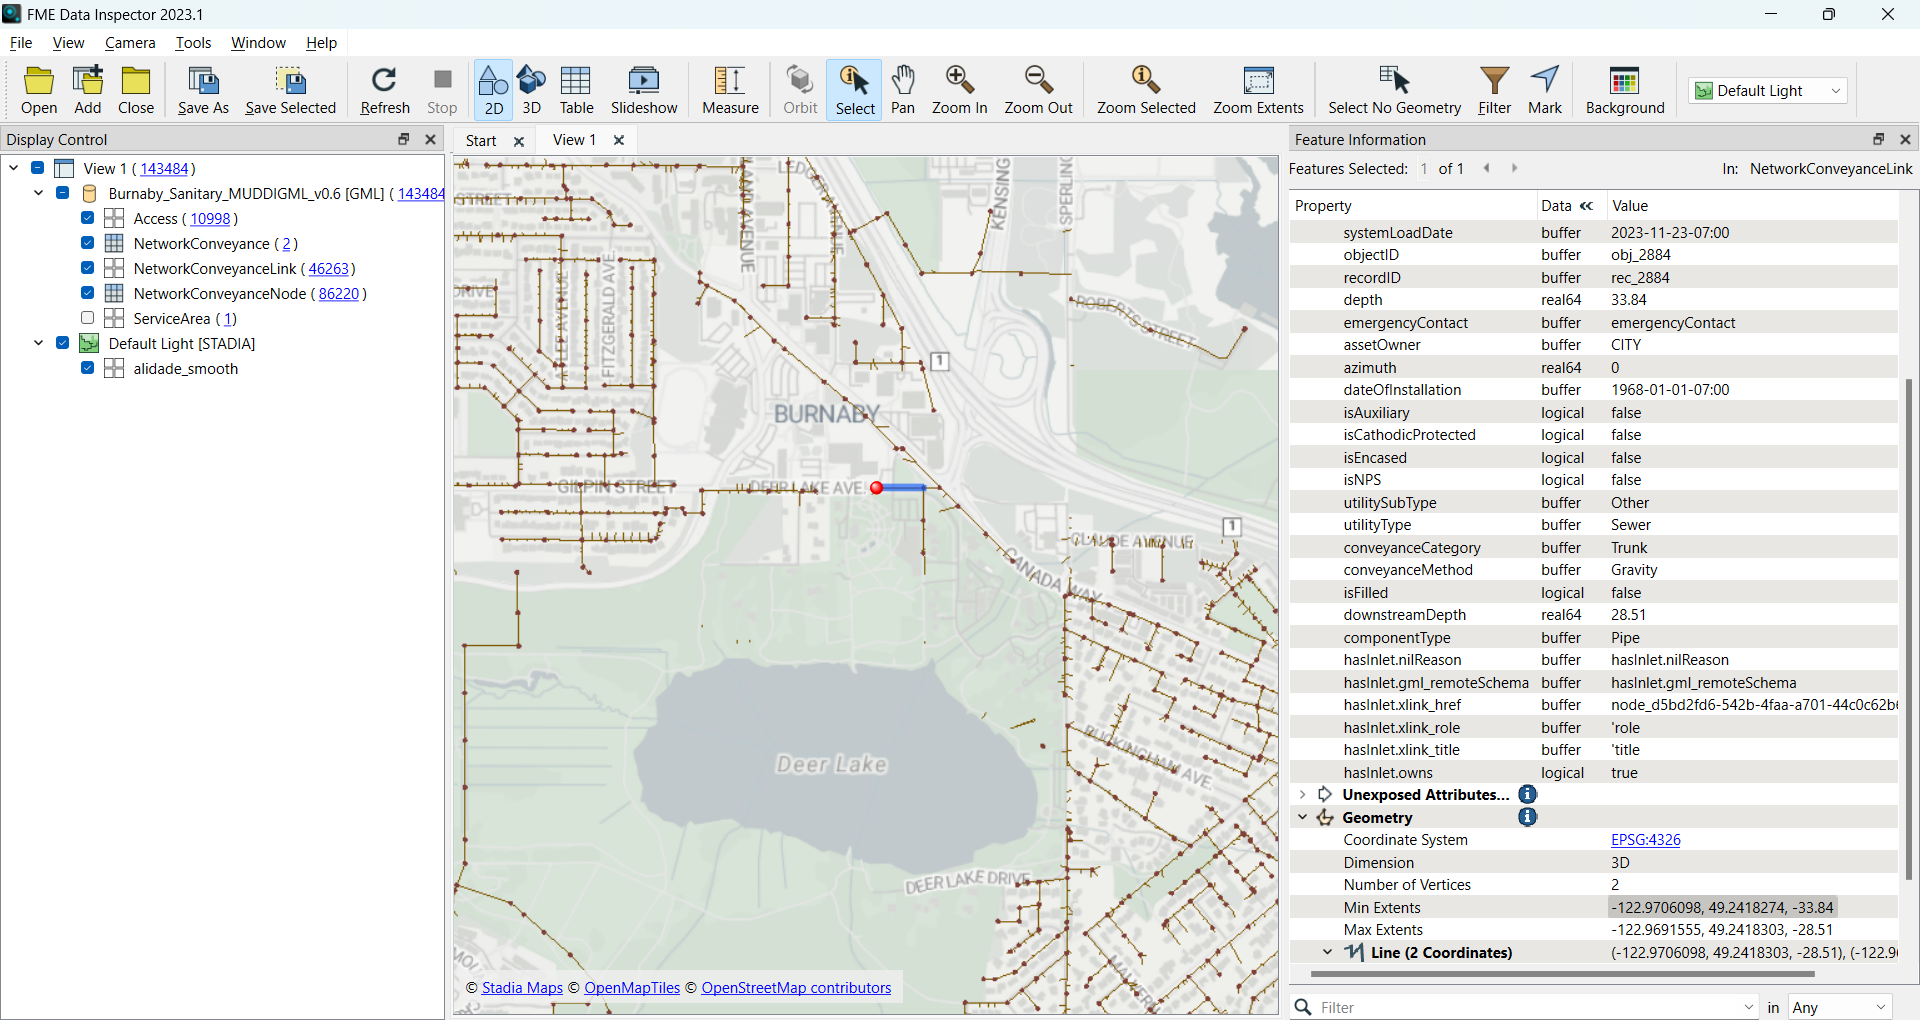 FME Data Inspector 2023.1
File View Camera Tools Window Help
Open Add Close Save As Save Selected Refresh Stop 2D 3D Table Slideshow Measure Orbit Select Pan Zoom In Zoom Out Zoom Selected Zoom Extents Select No Geometry Filter Mark Background Default Light
Display Control
View 1 ( 143484 )
Burnaby_Sanitary_MUDDIGML_v0.6 [GML] ( 143484
Access ( 10998 )
NetworkConveyance ( 2 )
NetworkConveyanceLink ( 46263 )
NetworkConveyanceNode ( 86220 )
ServiceArea ( 1 )
Default Light [STADIA]
alidade_smooth
Start View 1
STREET
LEDG
KENSING
SPERLING
AVENUE
DRIVE
FITZGERALD AVE.
ROBERTS STREET
1
BURNABY
GILPIN STREET
DEER LAKE AVE.
1
CLAUDE AVENUE
CANADA WAY
BUCKINGHAM AVE.
Deer Lake
DEER LAKE DRIVE
© Stadia Maps © OpenMapTiles © OpenStreetMap contributors
Feature Information
Features Selected: 1 of 1 In: NetworkConveyanceLink
Property Data Value
systemLoadDate buffer 2023-11-23-07:00
objectID buffer obj_2884
recordID buffer rec_2884
depth real64 33.84
emergencyContact buffer emergencyContact
assetOwner buffer CITY
azimuth real64 0
dateOfInstallation buffer 1968-01-01-07:00
isAuxiliary logical false
isCathodicProtected logical false
isEncased logical false
isNPS logical false
utilitySubType buffer Other
utilityType buffer Sewer
conveyanceCategory buffer Trunk
conveyanceMethod buffer Gravity
isFilled logical false
downstreamDepth real64 28.51
componentType buffer Pipe
hasInlet.nilReason buffer hasInlet.nilReason
hasInlet.gml_remoteSchema buffer hasInlet.gml_remoteSchema
hasInlet.xlink_href buffer node_d5bd2fd6-542b-4faa-a701-44c0c62b
hasInlet.xlink_role buffer 'role
hasInlet.xlink_title buffer 'title
hasInlet.owns logical true
Unexposed Attributes...
Geometry
Coordinate System EPSG:4326
Dimension 3D
Number of Vertices 2
Min Extents -122.9706098, 49.2418274, -33.84
Max Extents -122.9691555, 49.2418303, -28.51
Line (2 Coordinates) (-122.9706098, 49.2418303, -28.51), (-122.9
Filter in Any